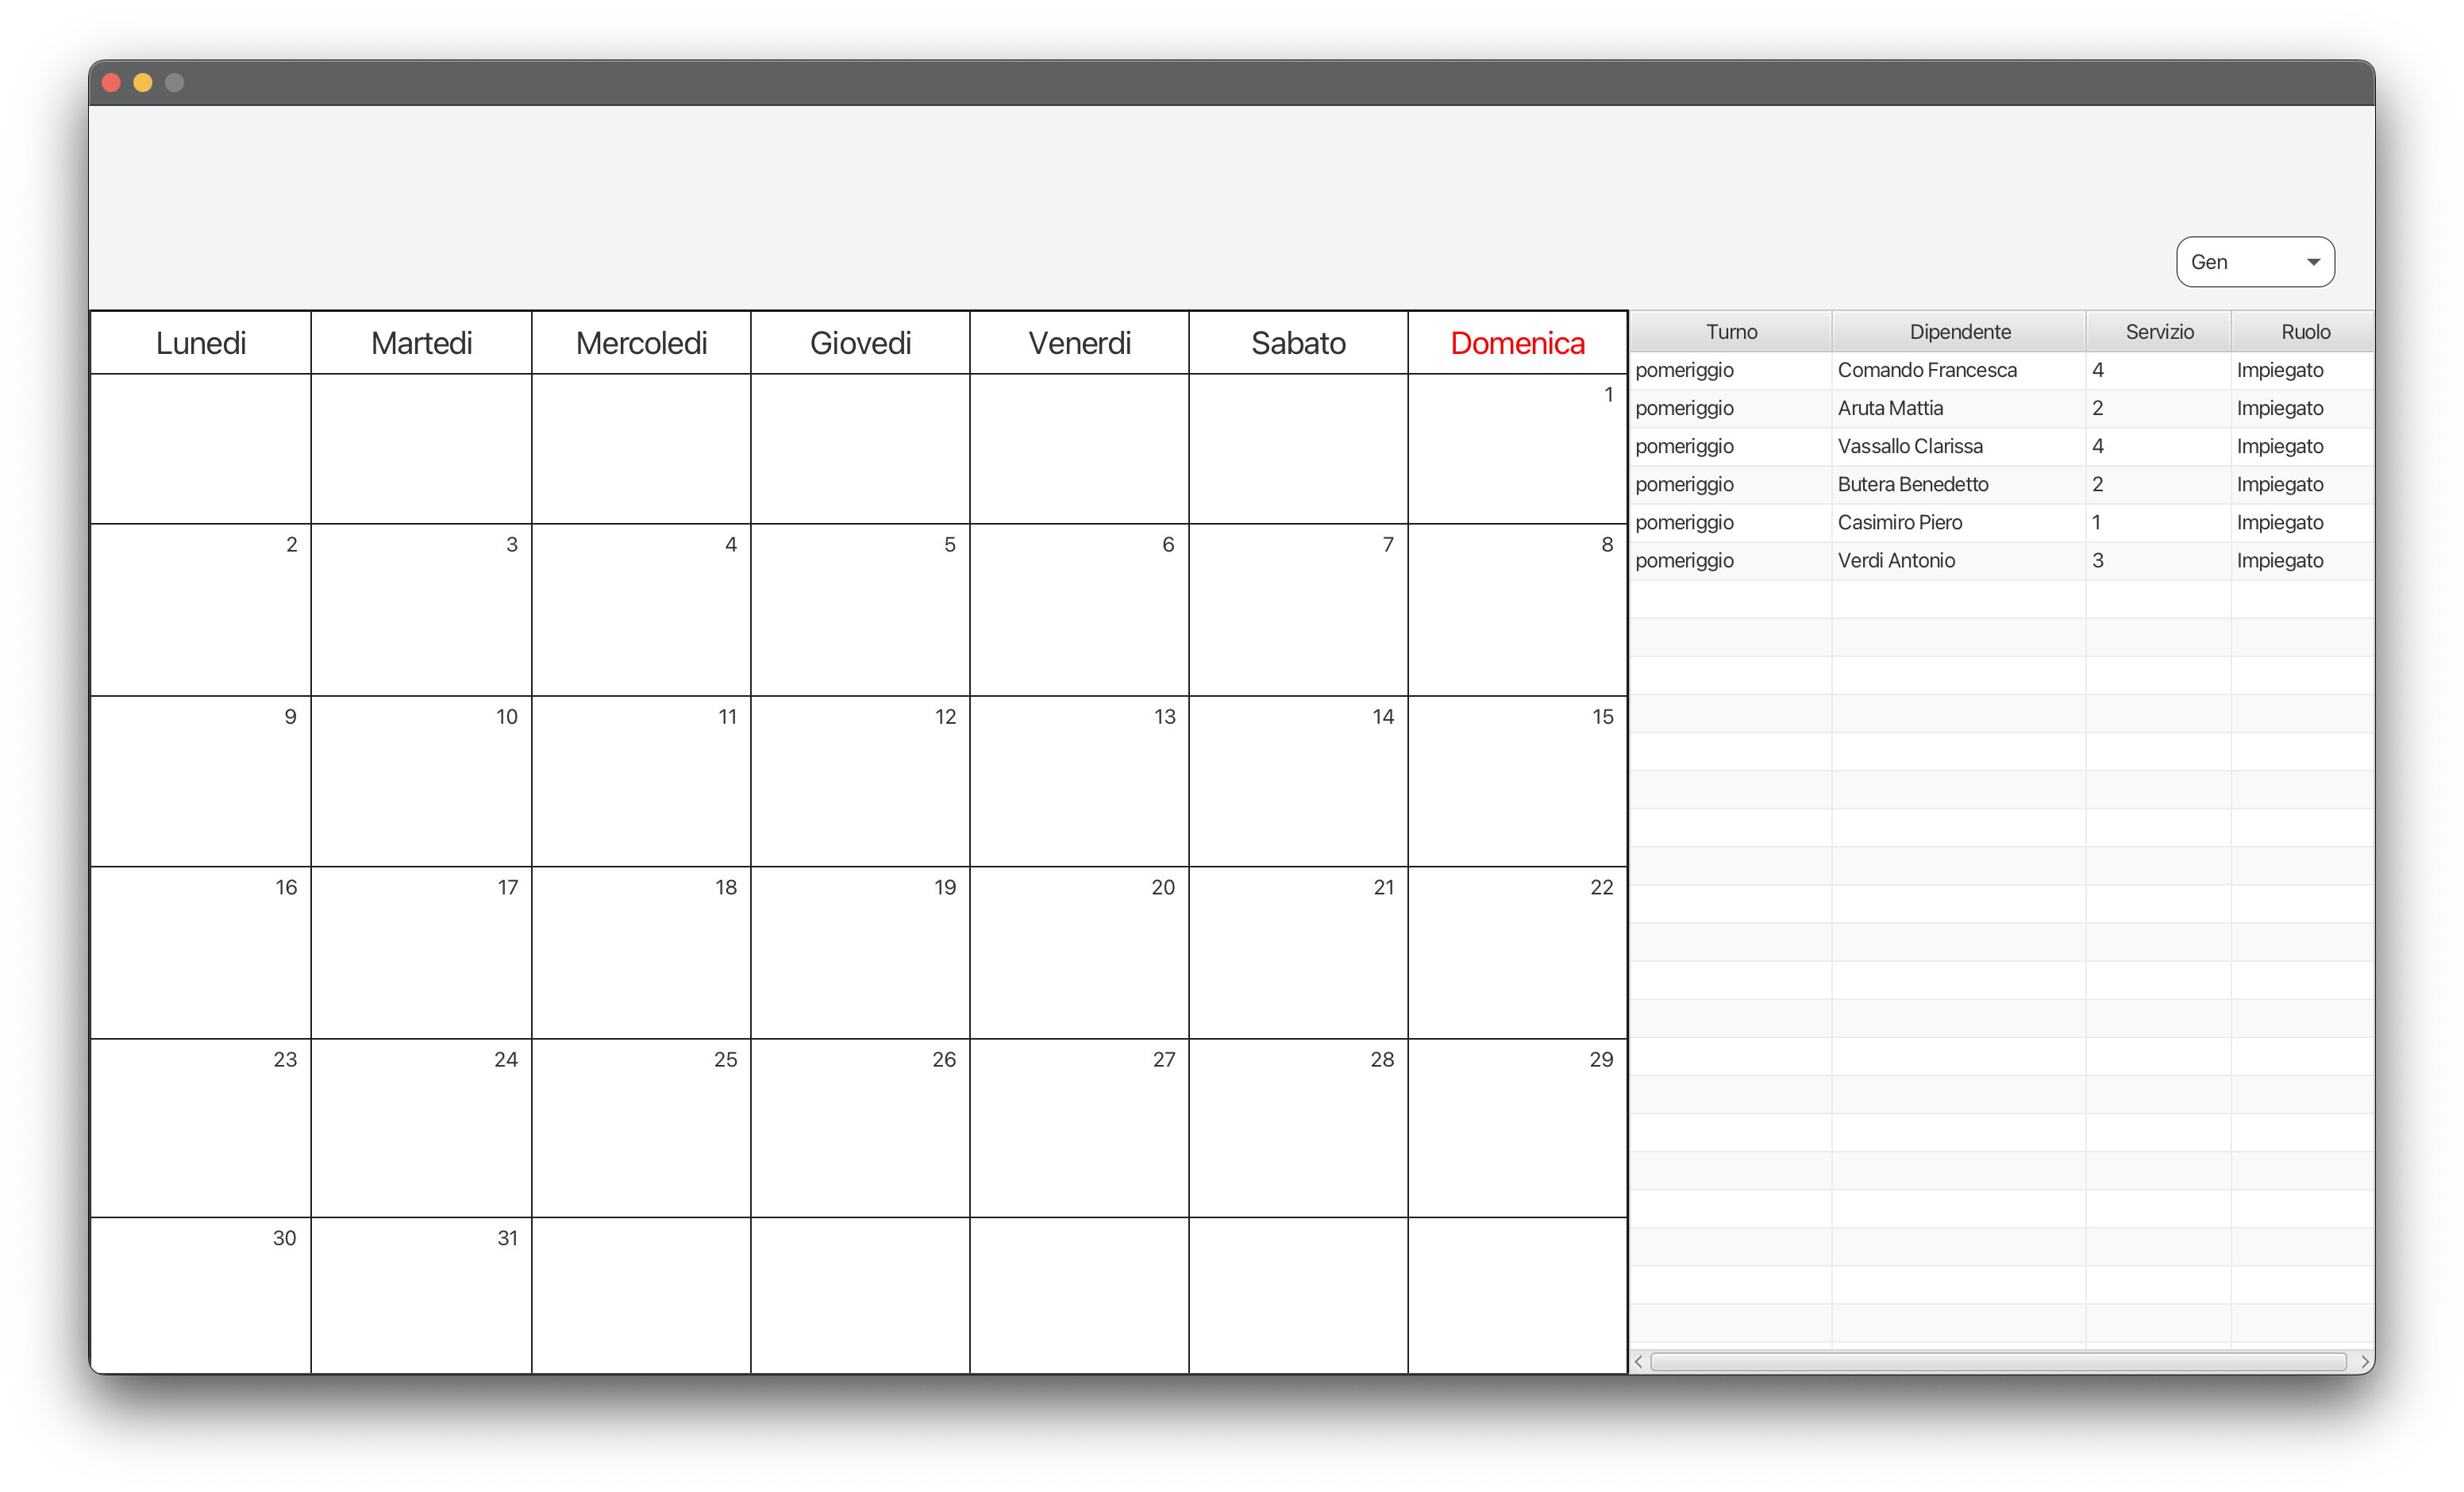 Gen
Lunedi Martedi Mercoledi Giovedi Venerdi Sabato Domenica
1
2 3 4 5 6 7 8
9 10 11 12 13 14 15
16 17 18 19 20 21 22
23 24 25 26 27 28 29
30 31
Turno Dipendente Servizio Ruolo
pomeriggio Comando Francesca 4 Impiegato
pomeriggio Aruta Mattia 2 Impiegato
pomeriggio Vassallo Clarissa 4 Impiegato
pomeriggio Butera Benedetto 2 Impiegato
pomeriggio Casimiro Piero 1 Impiegato
pomeriggio Verdi Antonio 3 Impiegato